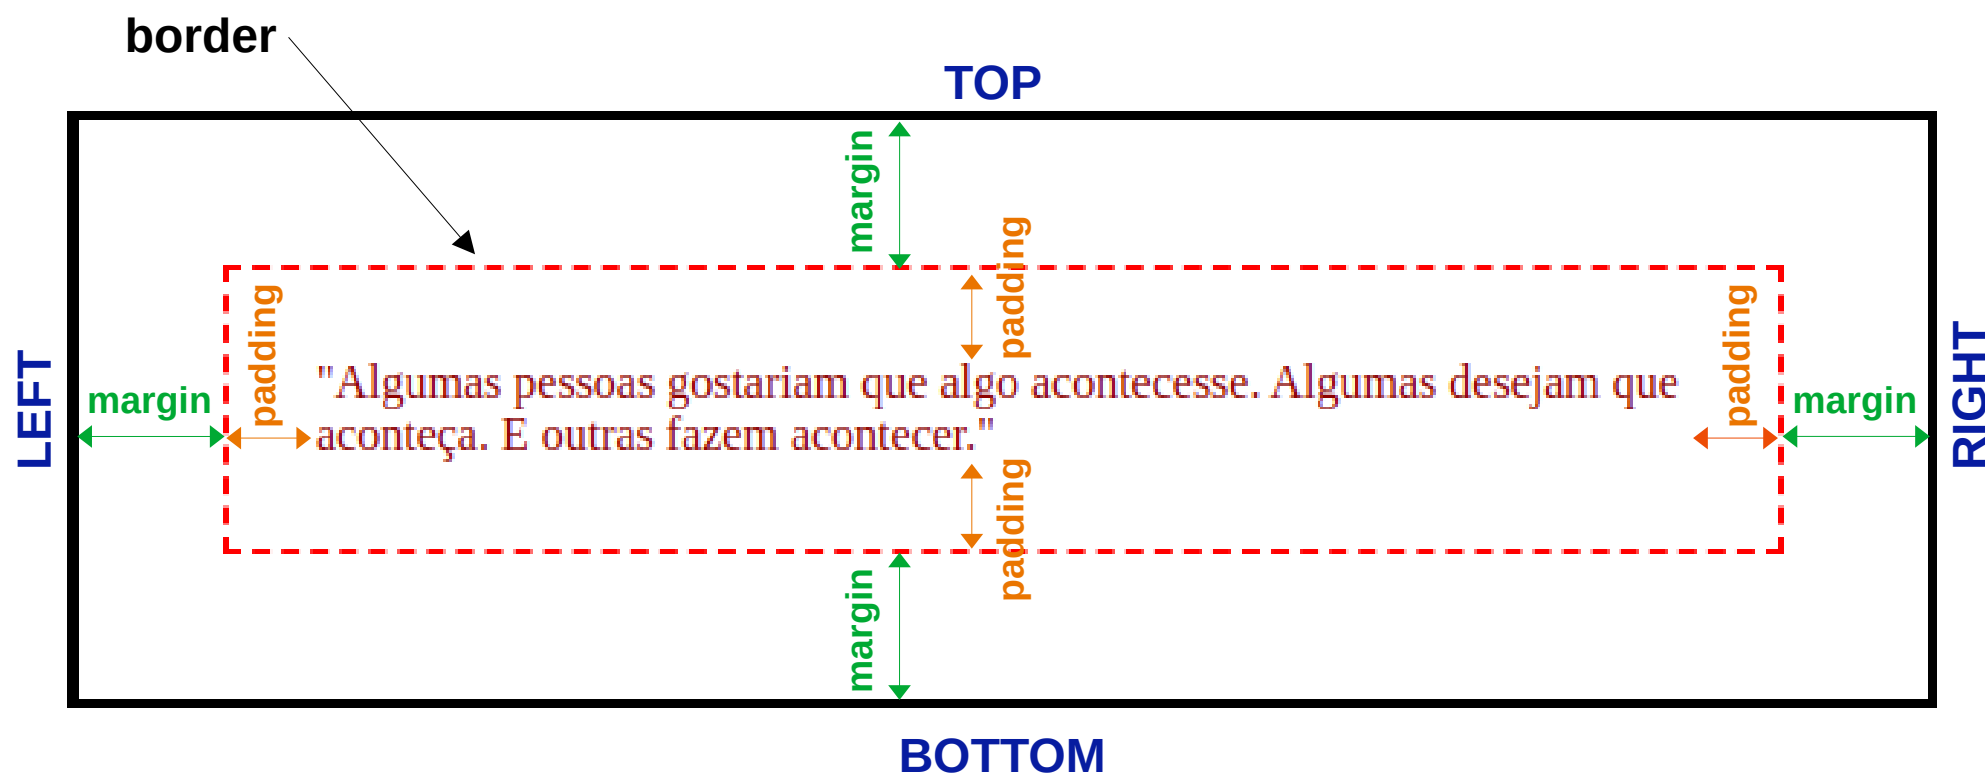 border
TOP
margin
padding
padding
padding
LEFT
margin
"Algumas pessoas gostariam que algo acontecesse. Algumas desejam que
aconteça. E outras fazem acontecer."
margin
RIGHT
padding
margin
BOTTOM